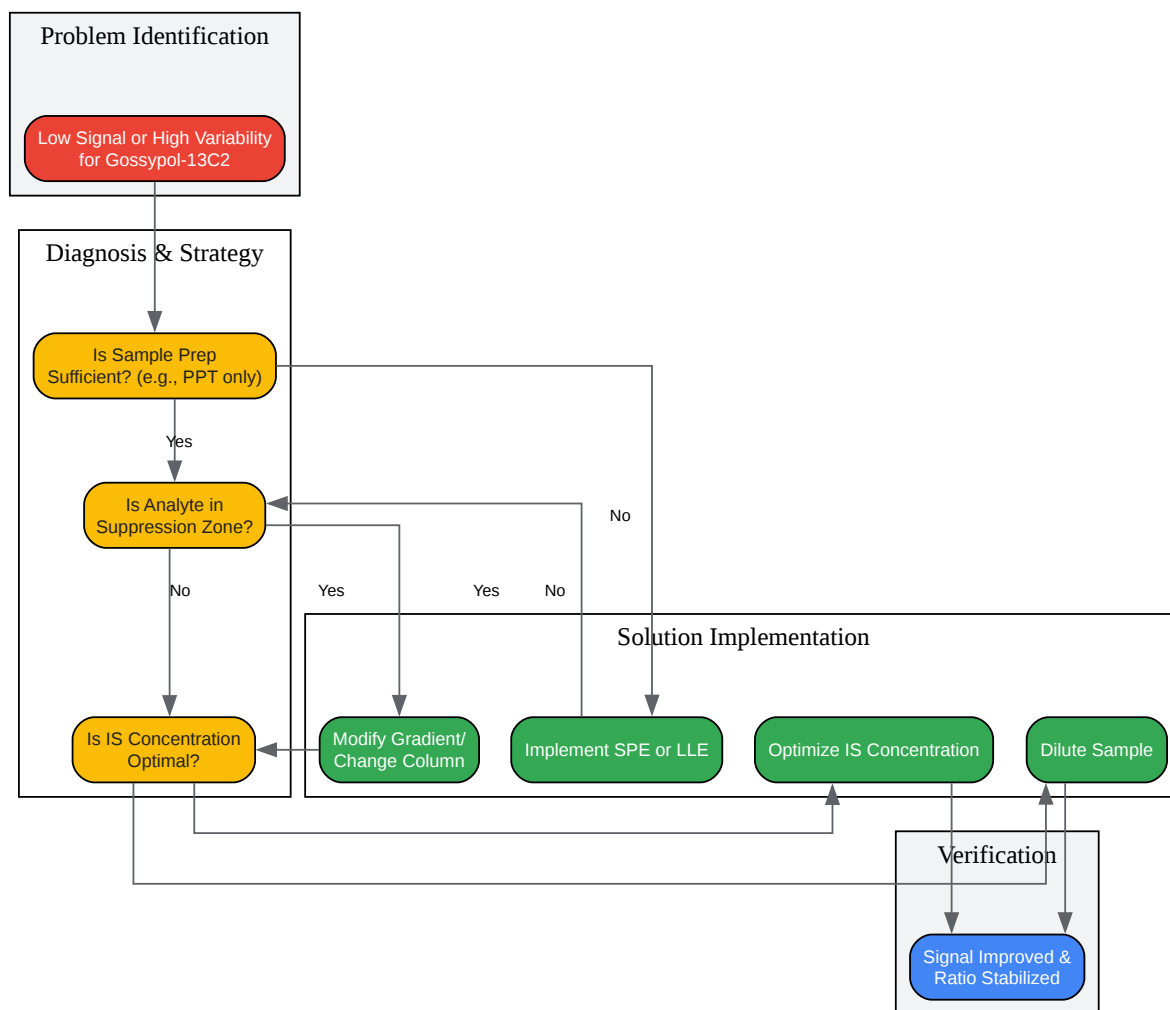 Problem Identification
Low Signal or High Variability
for Gossypol-13C2
Diagnosis & Strategy
Is Sample Prep
Sufficient? (e.g., PPT only)
Yes
Is Analyte in
Suppression Zone?
No
No
Yes
Yes
No
Solution Implementation
Is IS Concentration
Optimal?
Modify Gradient/
Change Column
Implement SPE or LLE
Optimize IS Concentration
Dilute Sample
Verification
Signal Improved &
Ratio Stabilized